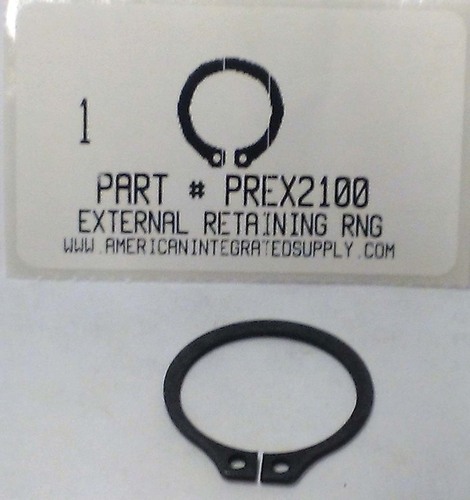 1
PART # PREX2100
EXTERNAL RETAINING RNG
WWW.AMERICANINTEGRATEDSUPPLY.COM